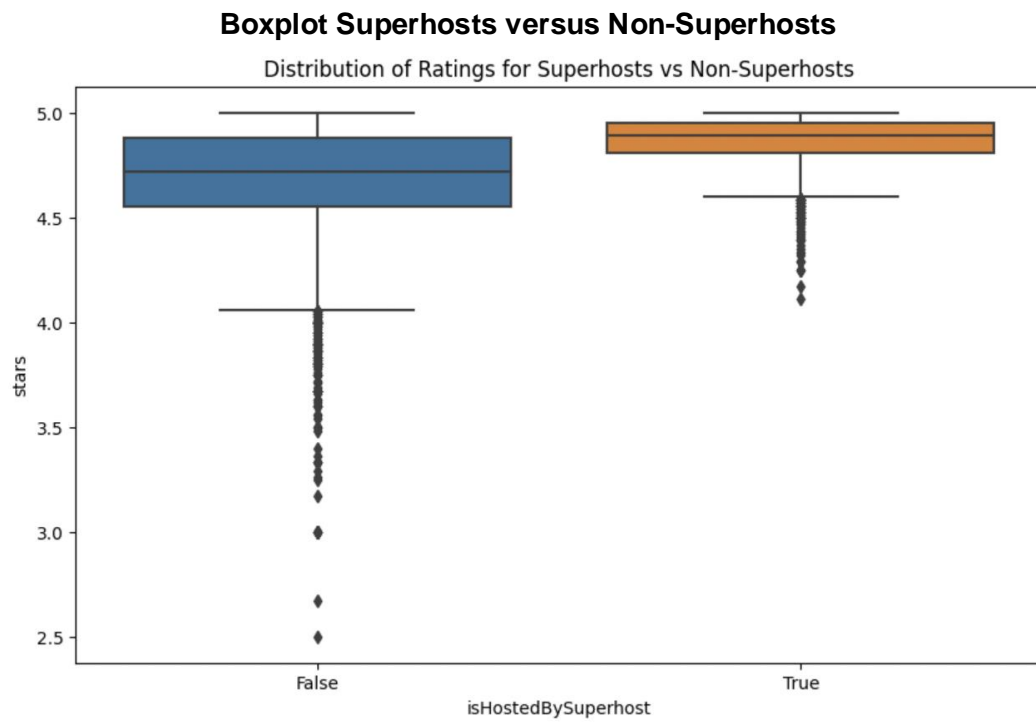 Boxplot Superhosts versus Non-Superhosts
Distribution of Ratings for Superhosts vs Non-Superhosts
5.0
4.5
4.0
3.5
3.0
2.5
stars
False
True
isHostedBySuperhost